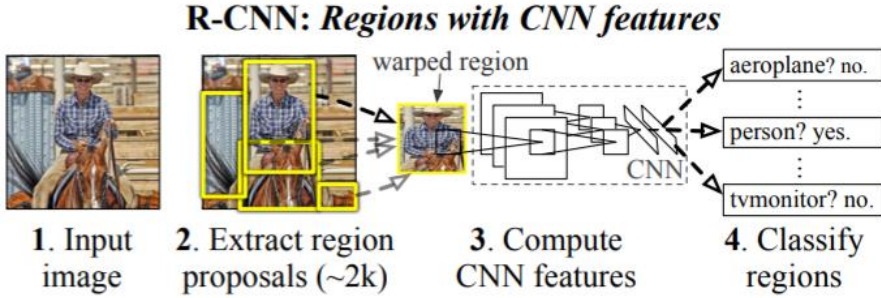 R-CNN: Regions with CNN features
warped region
aeroplane? no.
person? yes.
tvmonitor? no.
CNN
1. Input
image
2. Extract region
proposals (~2k)
3. Compute
CNN features
4. Classify
regions